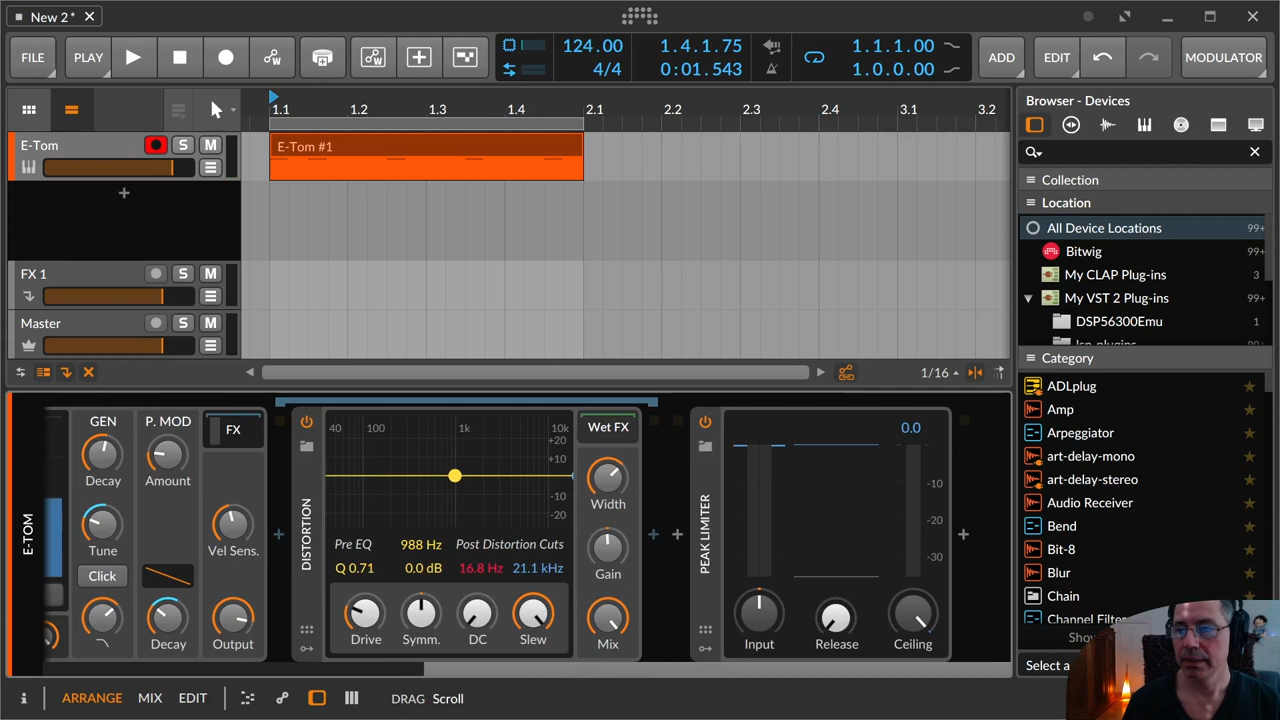 New 2*
FILE
PLAY
124.00
4/4
1.4.1.75
0:01.543
1.1.1.00
1.0.0.00
ADD
EDIT
MODULATOR
1.1
1.2
1.3
1.4
2.1
2.2
2.3
2.4
3.1
3.2
E-Tom
S
M
E-Tom #1
FX 1
S
M
Master
S
M
1/16
Browser - Devices
Collection
Location
All Device Locations 99+
Bitwig 99+
My CLAP Plug-ins 3
My VST 2 Plug-ins 99+
DSP56300Emu 1
lsp-plugins
Category
ADLplug
Amp
Arpeggiator
art-delay-mono
art-delay-stereo
Audio Receiver
Bend
Bit-8
Blur
Chain
Channel Filter
Select a
E-TOM
GEN
Decay
Tune
Click
P. MOD
Amount
Decay
FX
Vel Sens.
Output
DISTORTION
40
100
1k
10k
+20
+10
-10
-20
Pre EQ
988 Hz
Post Distortion Cuts
Q 0.71
0.0 dB
16.8 Hz
21.1 kHz
Drive
Symm.
DC
Slew
Wet FX
Width
Gain
Mix
PEAK LIMITER
0.0
-10
-20
-30
Input
Release
Ceiling
ARRANGE
MIX
EDIT
DRAG Scroll